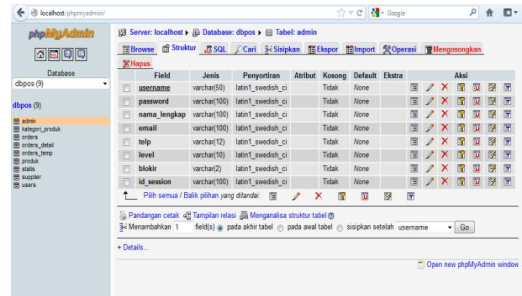 localhost/phpmyadmin/
Google
phpMyAdmin
Database
dbpos (9)
dbpos (9)
admin
kategori_produk
orders
orders_detail
orders_temp
produk
statis
supplier
users
Server: localhost Database: dbpos Tabel: admin
Browse Struktur SQL Cari Sisipkan Ekspor Import Operasi Mengosongkan
Hapus
Field Jenis Penyortiran Atribut Kosong Default Ekstra Aksi
username varchar(50) latin1_swedish_ci Tidak None
password varchar(100) latin1_swedish_ci Tidak None
nama_lengkap varchar(100) latin1_swedish_ci Tidak None
email varchar(100) latin1_swedish_ci Tidak None
telp varchar(12) latin1_swedish_ci Tidak None
level varchar(10) latin1_swedish_ci Tidak None
blokir varchar(2) latin1_swedish_ci Tidak None
id_session varchar(100) latin1_swedish_ci Tidak None
Pilih semua / Balik pilihan yang ditandai:
Pandangan cetak Tampilan relasi Menganalisa struktur tabel
Menambahkan 1 field(s) pada akhir tabel pada awal tabel sisipkan setelah username Go
+ Details...
Open new phpMyAdmin window